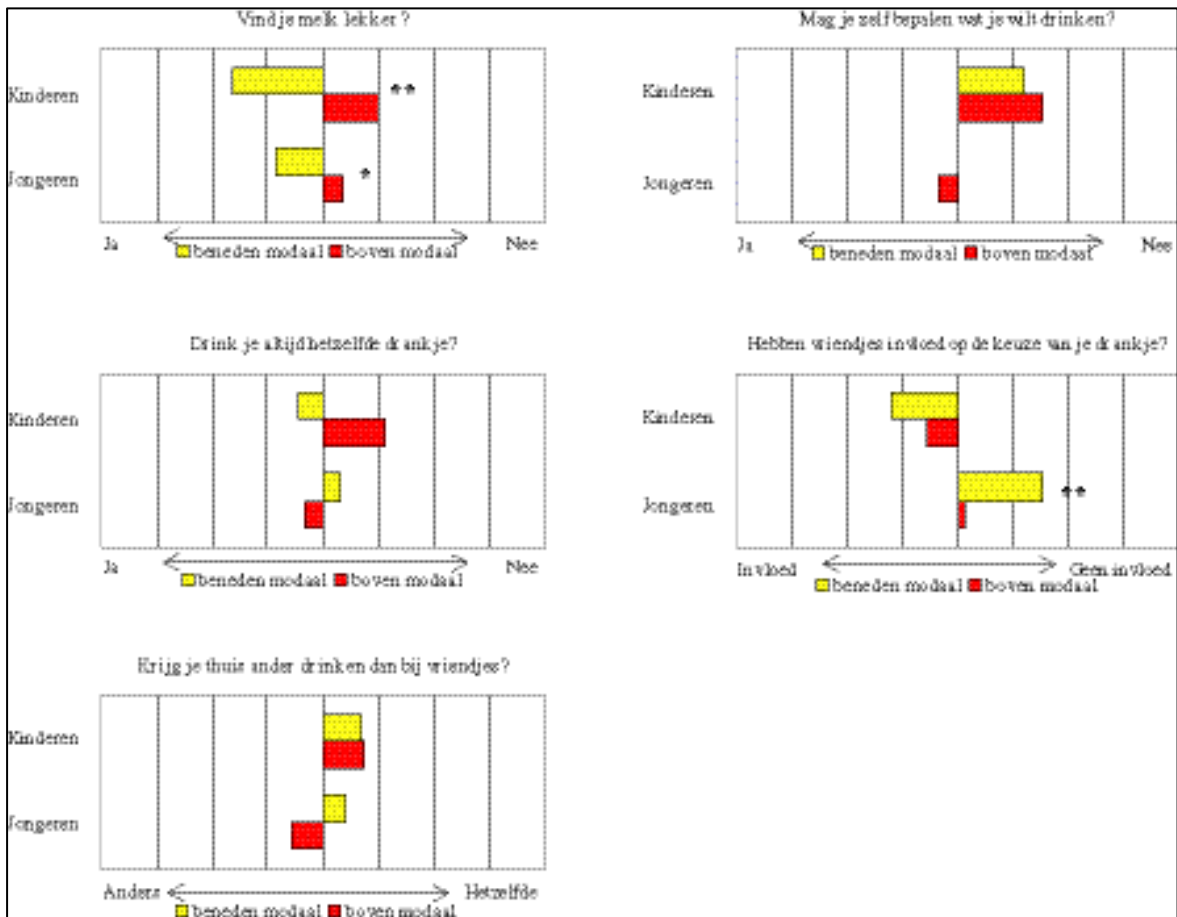 Vind je melk lekker ?
Kinderen
**
Jongeren
*
Ja
Nee
beneden modaal boven modaal
Mag je zelf bepalen wat je wilt drinken?
Kinderen
Jongeren
Ja
Nee
beneden modaal boven modaal
Drink je altijd hetzelfde drankje?
Kinderen
Jongeren
Ja
Nee
beneden modaal boven modaal
Hebben vriendjes invloed op de keuze van je drankje?
Kinderen
Jongeren
**
Invloed
Geen invloed
beneden modaal boven modaal
Krijg je thuis ander drinken dan bij vriendjes?
Kinderen
Jongeren
Anders
Hetzelfde
beneden modaal boven modaal